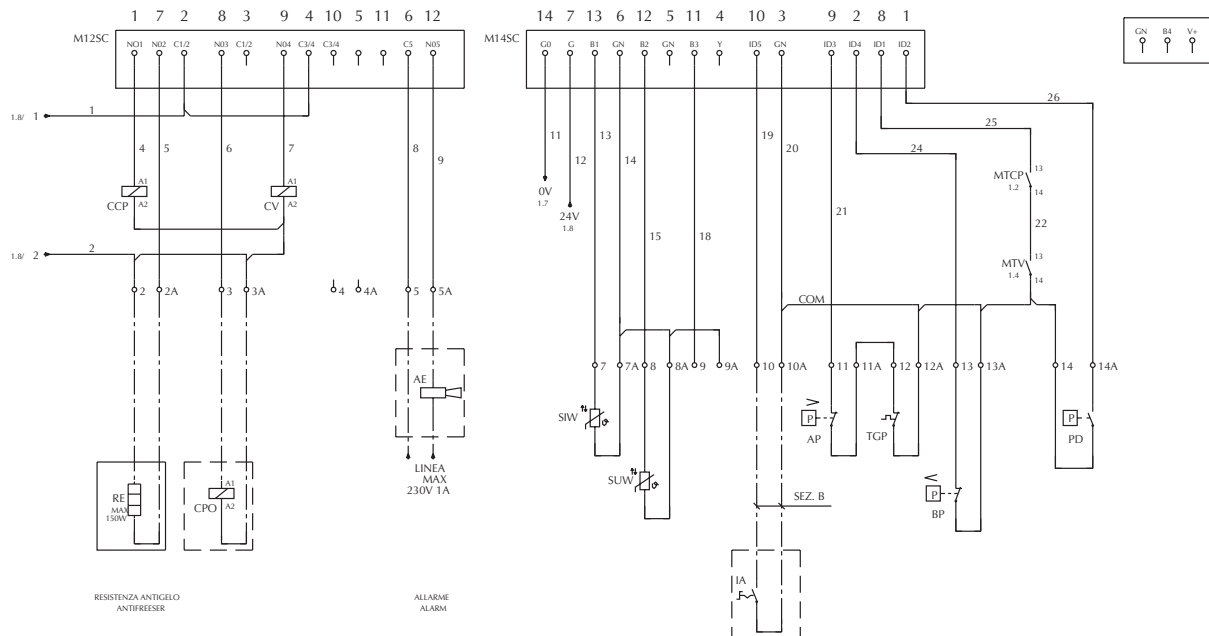 1 7 2 8 3 9 4 10 5 11 6 12
14 7 13 6 12 5 11 4 10 3 9 2 8 1
M12SC
NO1 N02 C1/2 N03 C1/2 N04 C3/4 C3/4 C5 N05
M14SC
G0 G B1 GN B2 GN B3 Y ID5 GN ID3 ID4 ID1 ID2
GN B4 V+
26
1.8/ 1
1
25
4 5 6 7 8 9
11 12 13 14 19 20 24
MTCP
1.2
13
14
A1
A2
CCP
A1
A2
CV
0V
1.7
24V
1.8
21
22
15
18
1.8/ 2
2
MTV
1.4
13
14
2 2A 3 3A 4 4A 5 5A
COM
7 7A 8 8A 9 9A 10 10A 11 11A 12 12A 13 13A 14 14A
AE
SIW
>
P
AP
TGP
P
PD
LINEA
MAX
230V 1A
SUW
RE
MAX
150W
A1
A2
CPO
SEZ. B
<
P
BP
IA
RESISTENZA ANTIGELO
ANTIFREESER
ALLARME
ALARM